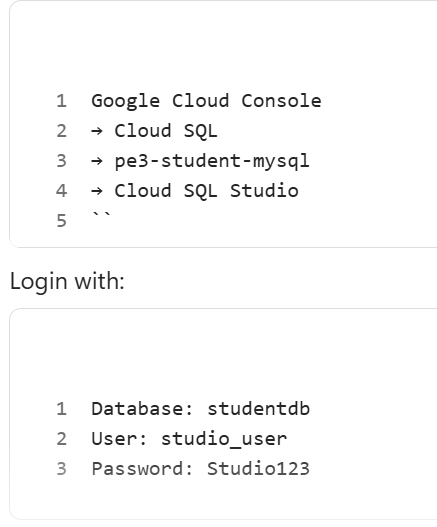 1 Google Cloud Console
2 → Cloud SQL
3 → pe3-student-mysql
4 → Cloud SQL Studio
5 ``
Login with:
1 Database: studentdb
2 User: studio_user
3 Password: Studio123